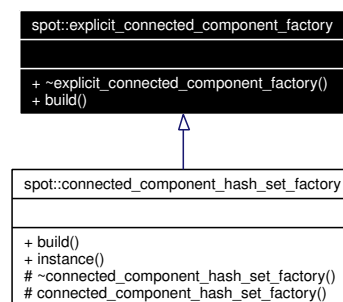 spot::explicit_connected_component_factory
+ ~explicit_connected_component_factory()
+ build()
spot::connected_component_hash_set_factory
+ build()
+ instance()
# ~connected_component_hash_set_factory()
# connected_component_hash_set_factory()